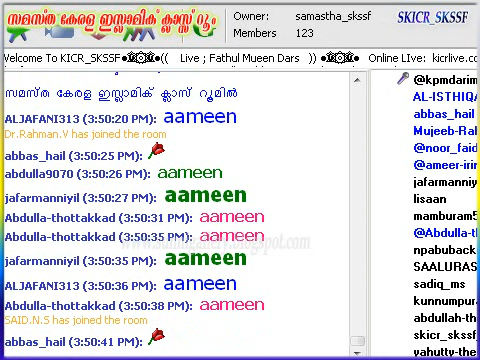 സമസ്ത കേരള ഇസ്ലാമിക് ക്ലാസ്സ് റൂം
Owner: samastha_skssf
Members 123
SKICR_SKSSF
Welcome To KICR_SKSSF (( Live ; Fathul Mueen Dars )) Online LIve: kicrlive.co
സമസ്ത കേരള ഇസ്ലാമിക് ക്ലാസ് റൂമിൽ
ALJAFANI313 (3:50:20 PM): aameen
Dr.Rahman.V has joined the room
abbas_hail (3:50:25 PM):
abdulla9070 (3:50:26 PM): aameen
jafarmanniyil (3:50:27 PM): aameen
Abdulla-thottakkad (3:50:31 PM): aameen
Abdulla-thottakkad (3:50:35 PM): aameen
jafarmanniyil (3:50:35 PM): aameen
ALJAFANI313 (3:50:36 PM): aameen
Abdulla-thottakkad (3:50:38 PM): aameen
SAID.N.S has joined the room
abbas_hail (3:50:41 PM):
@kpmdarim
AL-ISTHIQA
abbas_hail
Mujeeb-Rah
@noor_faid
@ameer-irin
jafarmanniy
lisaan
mambaram5
@Abdulla-th
npabuback
SAALURAS
sadiq_ms
kunnumpura
abdullah-th
skicr_skssf
yahutty-the